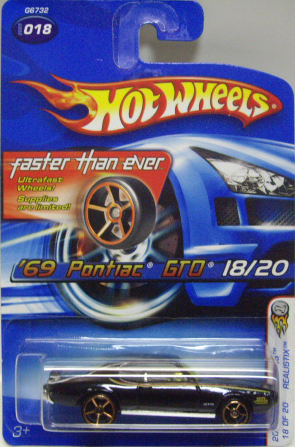 G6732
018
HOT WHEELS
faster than ever
Ultrafast
Wheels!
Supplies
are limited!
'69 Pontiac® GTO® 18/20
REALISTIX
18 OF 20
3+